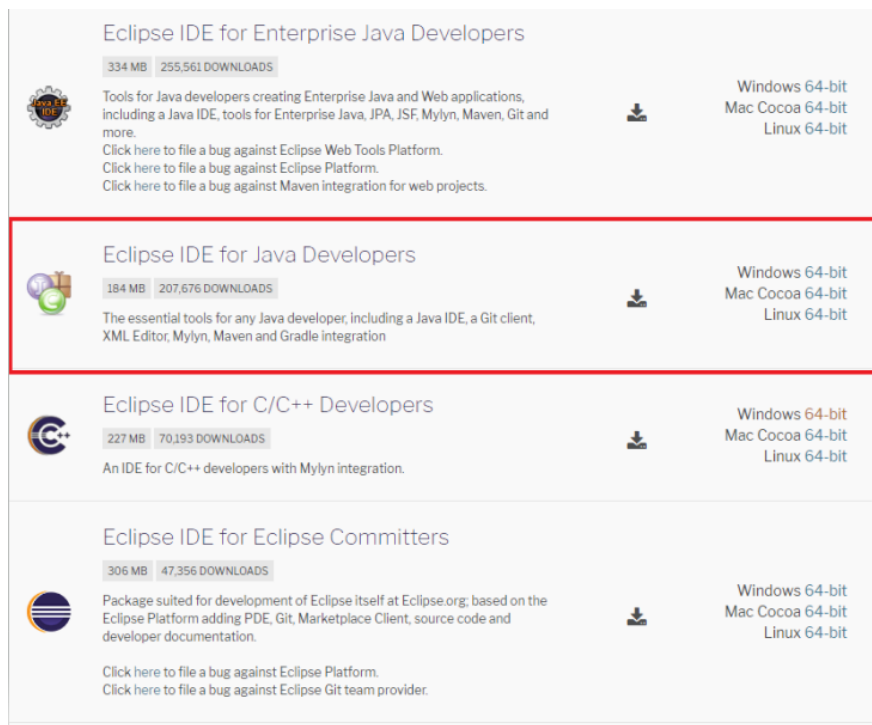 Eclipse IDE for Enterprise Java Developers
334 MB 255,561 DOWNLOADS
Java EE
IDE
Tools for Java developers creating Enterprise Java and Web applications,
including a Java IDE, tools for Enterprise Java, JPA, JSF, Mylyn, Maven, Git and
more.
Click here to file a bug against Eclipse Web Tools Platform.
Click here to file a bug against Eclipse Platform.
Click here to file a bug against Maven integration for web projects.
Windows 64-bit
Mac Cocoa 64-bit
Linux 64-bit
Eclipse IDE for Java Developers
184 MB 207,676 DOWNLOADS
The essential tools for any Java developer, including a Java IDE, a Git client,
XML Editor, Mylyn, Maven and Gradle integration
Windows 64-bit
Mac Cocoa 64-bit
Linux 64-bit
Eclipse IDE for C/C++ Developers
227 MB 70,193 DOWNLOADS
C++
An IDE for C/C++ developers with Mylyn integration.
Windows 64-bit
Mac Cocoa 64-bit
Linux 64-bit
Eclipse IDE for Eclipse Committers
306 MB 47,356 DOWNLOADS
Package suited for development of Eclipse itself at Eclipse.org; based on the
Eclipse Platform adding PDE, Git, Marketplace Client, source code and
developer documentation.
Click here to file a bug against Eclipse Platform.
Click here to file a bug against Eclipse Git team provider.
Windows 64-bit
Mac Cocoa 64-bit
Linux 64-bit